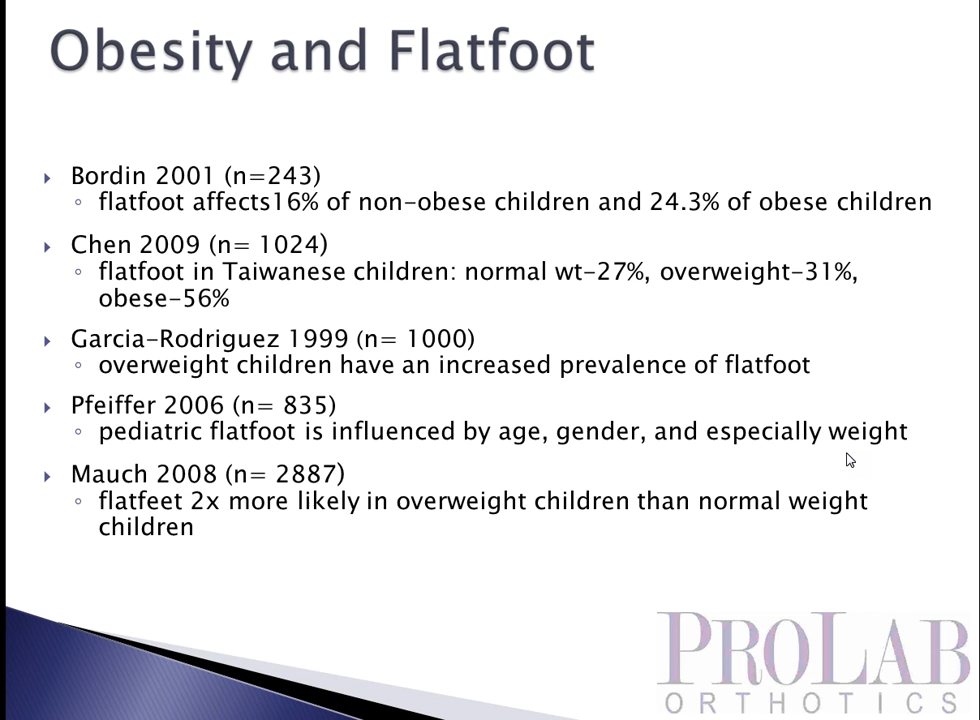 Obesity and Flatfoot
Bordin 2001 (n=243)
flatfoot affects16% of non-obese children and 24.3% of obese children
Chen 2009 (n= 1024)
flatfoot in Taiwanese children: normal wt-27%, overweight-31%,
obese-56%
Garcia-Rodriguez 1999 (n= 1000)
overweight children have an increased prevalence of flatfoot
Pfeiffer 2006 (n= 835)
pediatric flatfoot is influenced by age, gender, and especially weight
Mauch 2008 (n= 2887)
flatfeet 2x more likely in overweight children than normal weight
children
PROLAB
ORTHOTICS